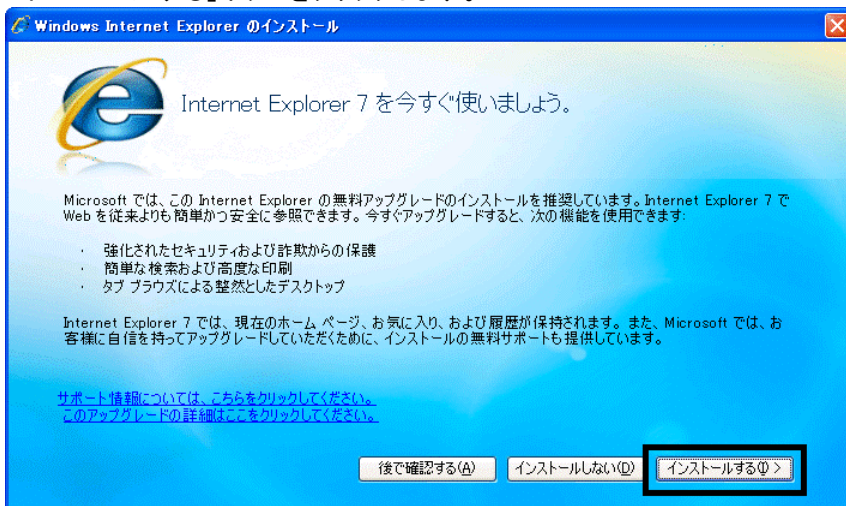 Windows Internet Explorer のインストール
Internet Explorer 7 を今すぐ使いましょう。
Microsoft では、この Internet Explorer の無料アップグレードのインストールを推奨しています。Internet Explorer 7 で
Web を従来よりも簡単かつ安全に参照できます。今すぐアップグレードすると、次の機能を使用できます:
· 強化されたセキュリティおよび詐欺からの保護
· 簡単な検索および高度な印刷
· タブ ブラウズによる整然としたデスクトップ
Internet Explorer 7 では、現在のホーム ページ、お気に入り、および履歴が保持されます。また、Microsoft では、お
客様に自信を持ってアップグレードしていただくために、インストールの無料サポートも提供しています。
サポート情報については、こちらをクリックしてください。
このアップグレードの詳細はここをクリックしてください。
後で確認する(A) インストールしない(D) インストールする(I) >